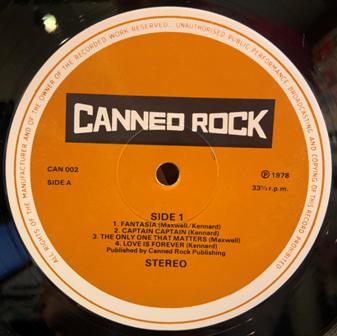 ALL RIGHTS OF THE MANUFACTURER AND OF THE OWNER OF THE RECORDED WORK RESERVED. UNAUTHORISED PUBLIC PERFORMANCE, BROADCASTING AND COPYING OF THIS RECORD PROHIBITED
CANNED ROCK
CAN 002
SIDE A
℗ 1978
33⅓ r.p.m.
SIDE 1
1. FANTASIA (Maxwell/Kennard)
2. CAPTAIN CAPTAIN (Kennard)
3. THE ONLY ONE THAT MATTERS (Maxwell)
4. LOVE IS FOREVER (Kennard)
Published by Canned Rock Publishing
STEREO